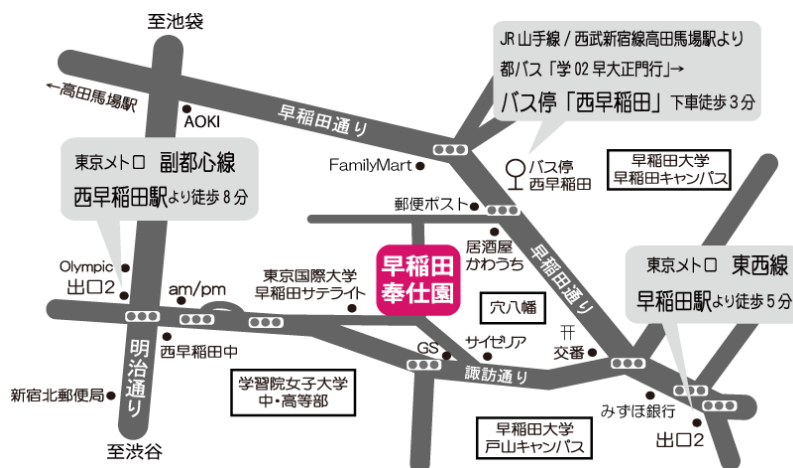 至池袋
←高田馬場駅
AOKI
早稲田通り
JR山手線/西武新宿線高田馬場駅より
都バス「学02早大正門行」→
バス停「西早稲田」下車徒歩3分
東京メトロ 副都心線
西早稲田駅より徒歩8分
FamilyMart
バス停
西早稲田
早稲田大学
早稲田キャンパス
郵便ポスト
居酒屋
かわうち
早稲田通り
早稲田
奉仕園
東京メトロ 東西線
早稲田駅より徒歩5分
Olympic
出口2
am/pm
東京国際大学
早稲田サテライト
穴八幡
西早稲田中
明治通り
GS
サイゼリア
諏訪通り
交番
新宿北郵便局
学習院女子大学
中・高等部
みずほ銀行
早稲田大学
戸山キャンパス
出口2
至渋谷